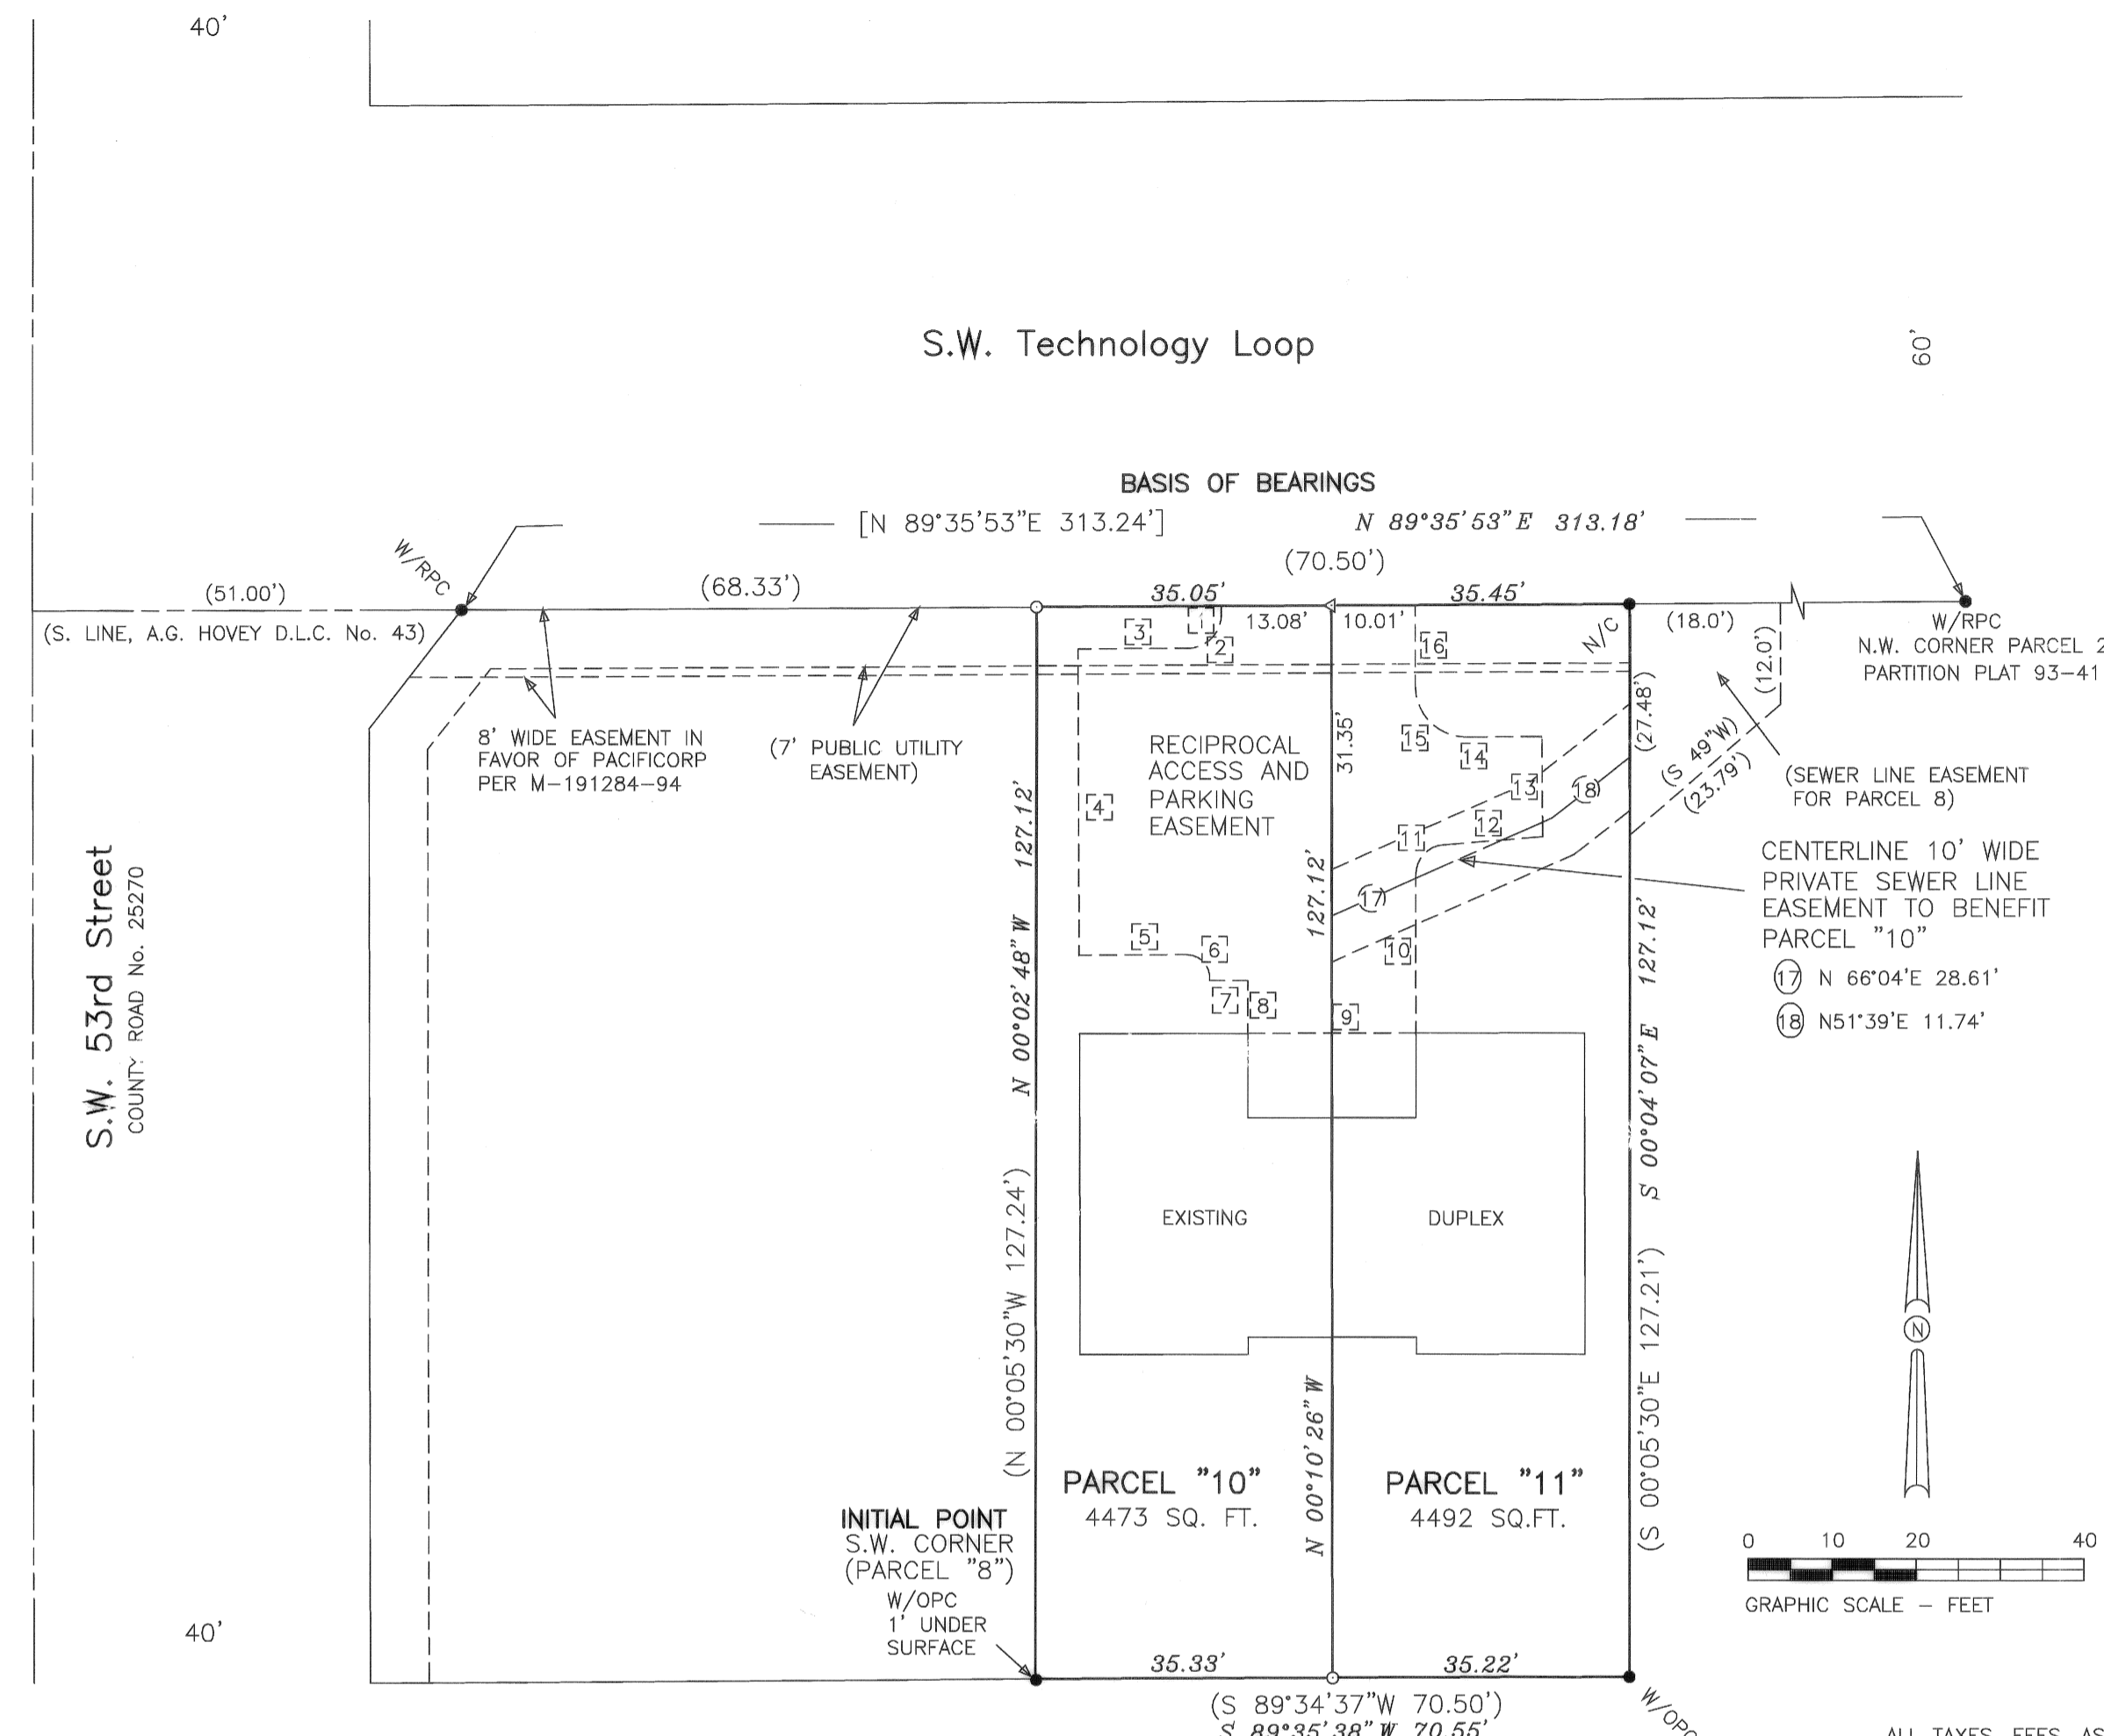 40'
S.W. Technology Loop
60'
BASIS OF BEARINGS
[N 89°35'53"E 313.24']
N 89°35'53"E 313.18'
(70.50')
W/RPC
(51.00')
(68.33')
35.05'
35.45'
(S. LINE, A.G. HOVEY D.L.C. No. 43)
13.08'
10.01'
N/C
(18.0')
(12.0')
W/RPC
N.W. CORNER PARCEL 2
PARTITION PLAT 93-41
1
2
3
16
8' WIDE EASEMENT IN
FAVOR OF PACIFICORP
PER M-191284-94
(7' PUBLIC UTILITY
EASEMENT)
RECIPROCAL
ACCESS AND
PARKING
EASEMENT
31.35'
15
14
13
12
11
18
17
10
(27.48')
(S 49"W)
(23.79')
(SEWER LINE EASEMENT
FOR PARCEL 8)
4
5
6
7
8
9
CENTERLINE 10' WIDE
PRIVATE SEWER LINE
EASEMENT TO BENEFIT
PARCEL "10"
17 N 66°04'E 28.61'
18 N51°39'E 11.74'
S.W. 53rd Street
COUNTY ROAD No. 25270
N 00°02'48"W 127.12'
(N 00°05'30"W 127.24')
N 00°10'26"W 127.12'
S 00°04'07"E 127.12'
(S 00°05'30"E 127.21')
EXISTING
DUPLEX
N
PARCEL "10"
4473 SQ. FT.
PARCEL "11"
4492 SQ.FT.
INITIAL POINT
S.W. CORNER
(PARCEL "8")
W/OPC
1' UNDER
SURFACE
0 10 20 40
GRAPHIC SCALE - FEET
40'
35.33'
35.22'
(S 89°34'37"W 70.50')
S 89°35'38"W 70.55'
W/OPC
ALL TAXES, FEES, AS